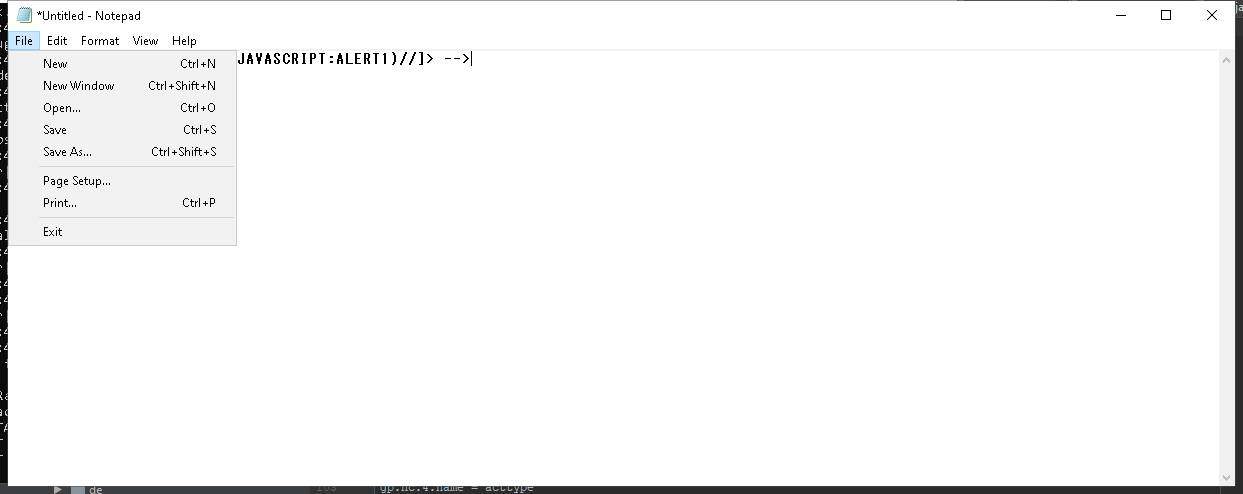 *Untitled - Notepad
File Edit Format View Help
JAVASCRIPT:ALERT1)//]> -->
New Ctrl+N
New Window Ctrl+Shift+N
Open... Ctrl+O
Save Ctrl+S
Save As... Ctrl+Shift+S
Page Setup...
Print... Ctrl+P
Exit
de
gp.nc.4.name = acttype